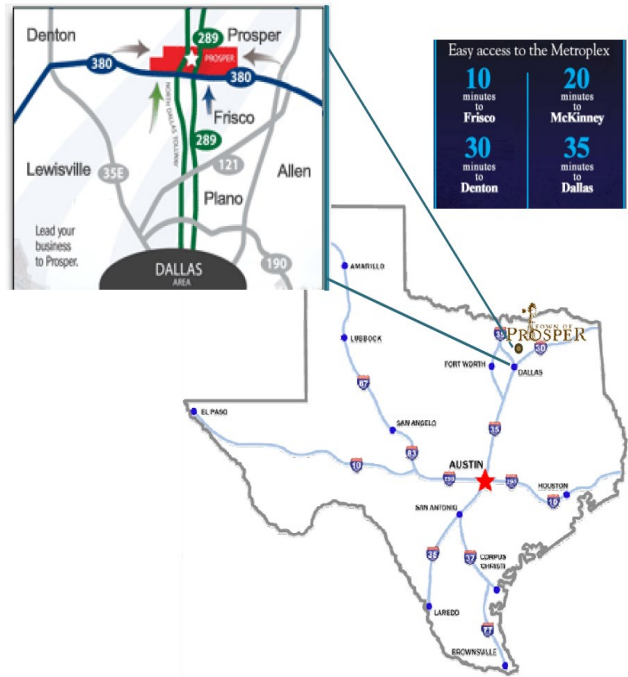 Denton
289
Prosper
PROSPER
380
380
NORTH DALLAS TOLLWAY
Frisco
289
Lewisville
35E
121
Allen
Plano
Lead your
business
to Prosper.
190
DALLAS
AREA
Easy access to the Metroplex
10
minutes
to
Frisco
20
minutes
to
McKinney
30
minutes
to
Denton
35
minutes
to
Dallas
AMARILLO
TOWN OF
PROSPER
35
30
LUBBOCK
FORT WORTH
DALLAS
87
EL PASO
SAN ANGELO
35
83
10
AUSTIN
290
290
HOUSTON
10
SAN ANTONIO
35
37
CORPUS
CHRISTI
LAREDO
77
BROWNSVILLE